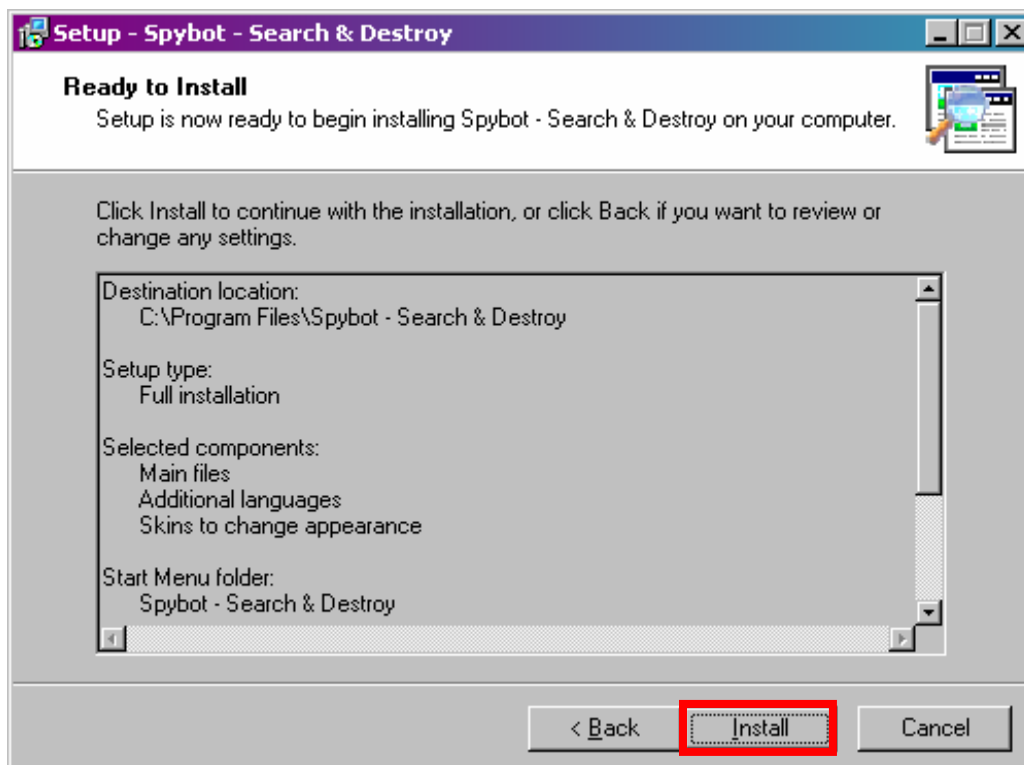 Setup - Spybot - Search & Destroy
Ready to Install
Setup is now ready to begin installing Spybot - Search & Destroy on your computer.
Click Install to continue with the installation, or click Back if you want to review or
change any settings.
Destination location:
C:\Program Files\Spybot - Search & Destroy
Setup type:
Full installation
Selected components:
Main files
Additional languages
Skins to change appearance
Start Menu folder:
Spybot - Search & Destroy
< Back
Install
Cancel